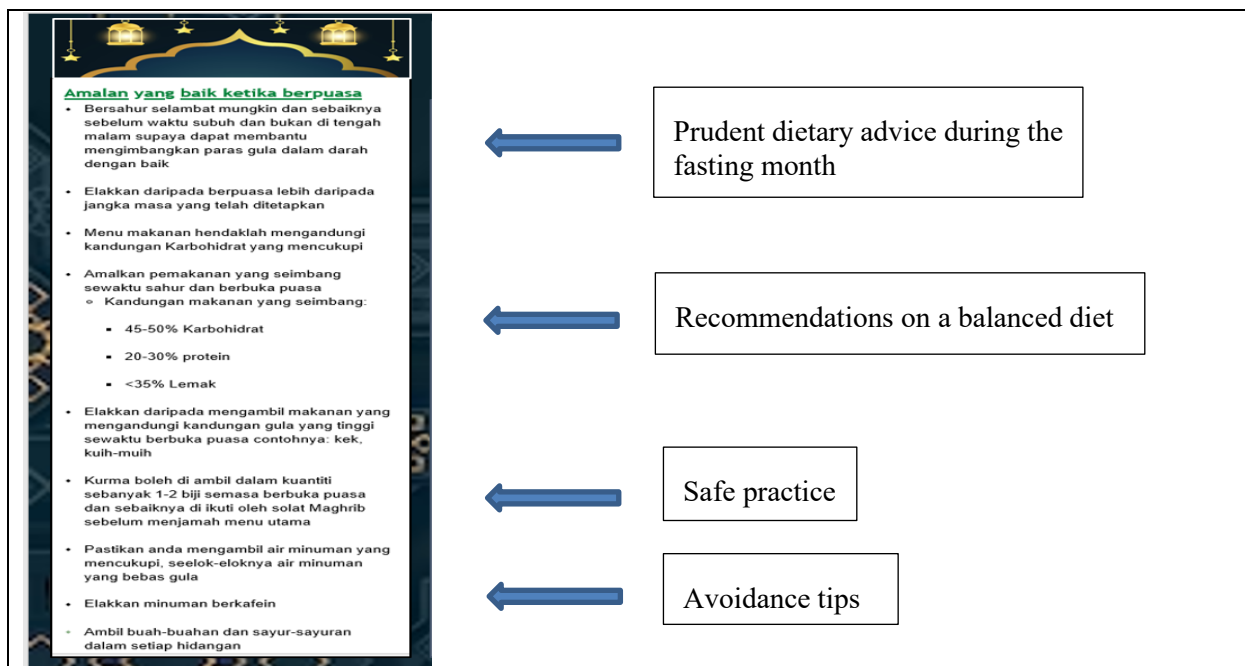 Amalan yang baik ketika berpuasa
• Bersahur selambat mungkin dan sebaiknya
sebelum waktu subuh dan bukan di tengah
malam supaya dapat membantu
mengimbangkan paras gula dalam darah
dengan baik
• Elakkan daripada berpuasa lebih daripada
jangka masa yang telah ditetapkan
• Menu makanan hendaklah mengandungi
kandungan Karbohidrat yang mencukupi
• Amalkan pemakanan yang seimbang
sewaktu sahur dan berbuka puasa
○ Kandungan makanan yang seimbang:
▪ 45-50% Karbohidrat
▪ 20-30% protein
▪ <35% Lemak
• Elakkan daripada mengambil makanan yang
mengandungi kandungan gula yang tinggi
sewaktu berbuka puasa contohnya: kek,
kuih-muih
• Kurma boleh di ambil dalam kuantiti
sebanyak 1-2 biji semasa berbuka puasa
dan sebaiknya di ikuti oleh solat Maghrib
sebelum menjamah menu utama
• Pastikan anda mengambil air minuman yang
mencukupi, seelok-eloknya air minuman
yang bebas gula
• Elakkan minuman berkafein
• Ambil buah-buahan dan sayur-sayuran
dalam setiap hidangan
Prudent dietary advice during the
fasting month
Recommendations on a balanced diet
Safe practice
Avoidance tips